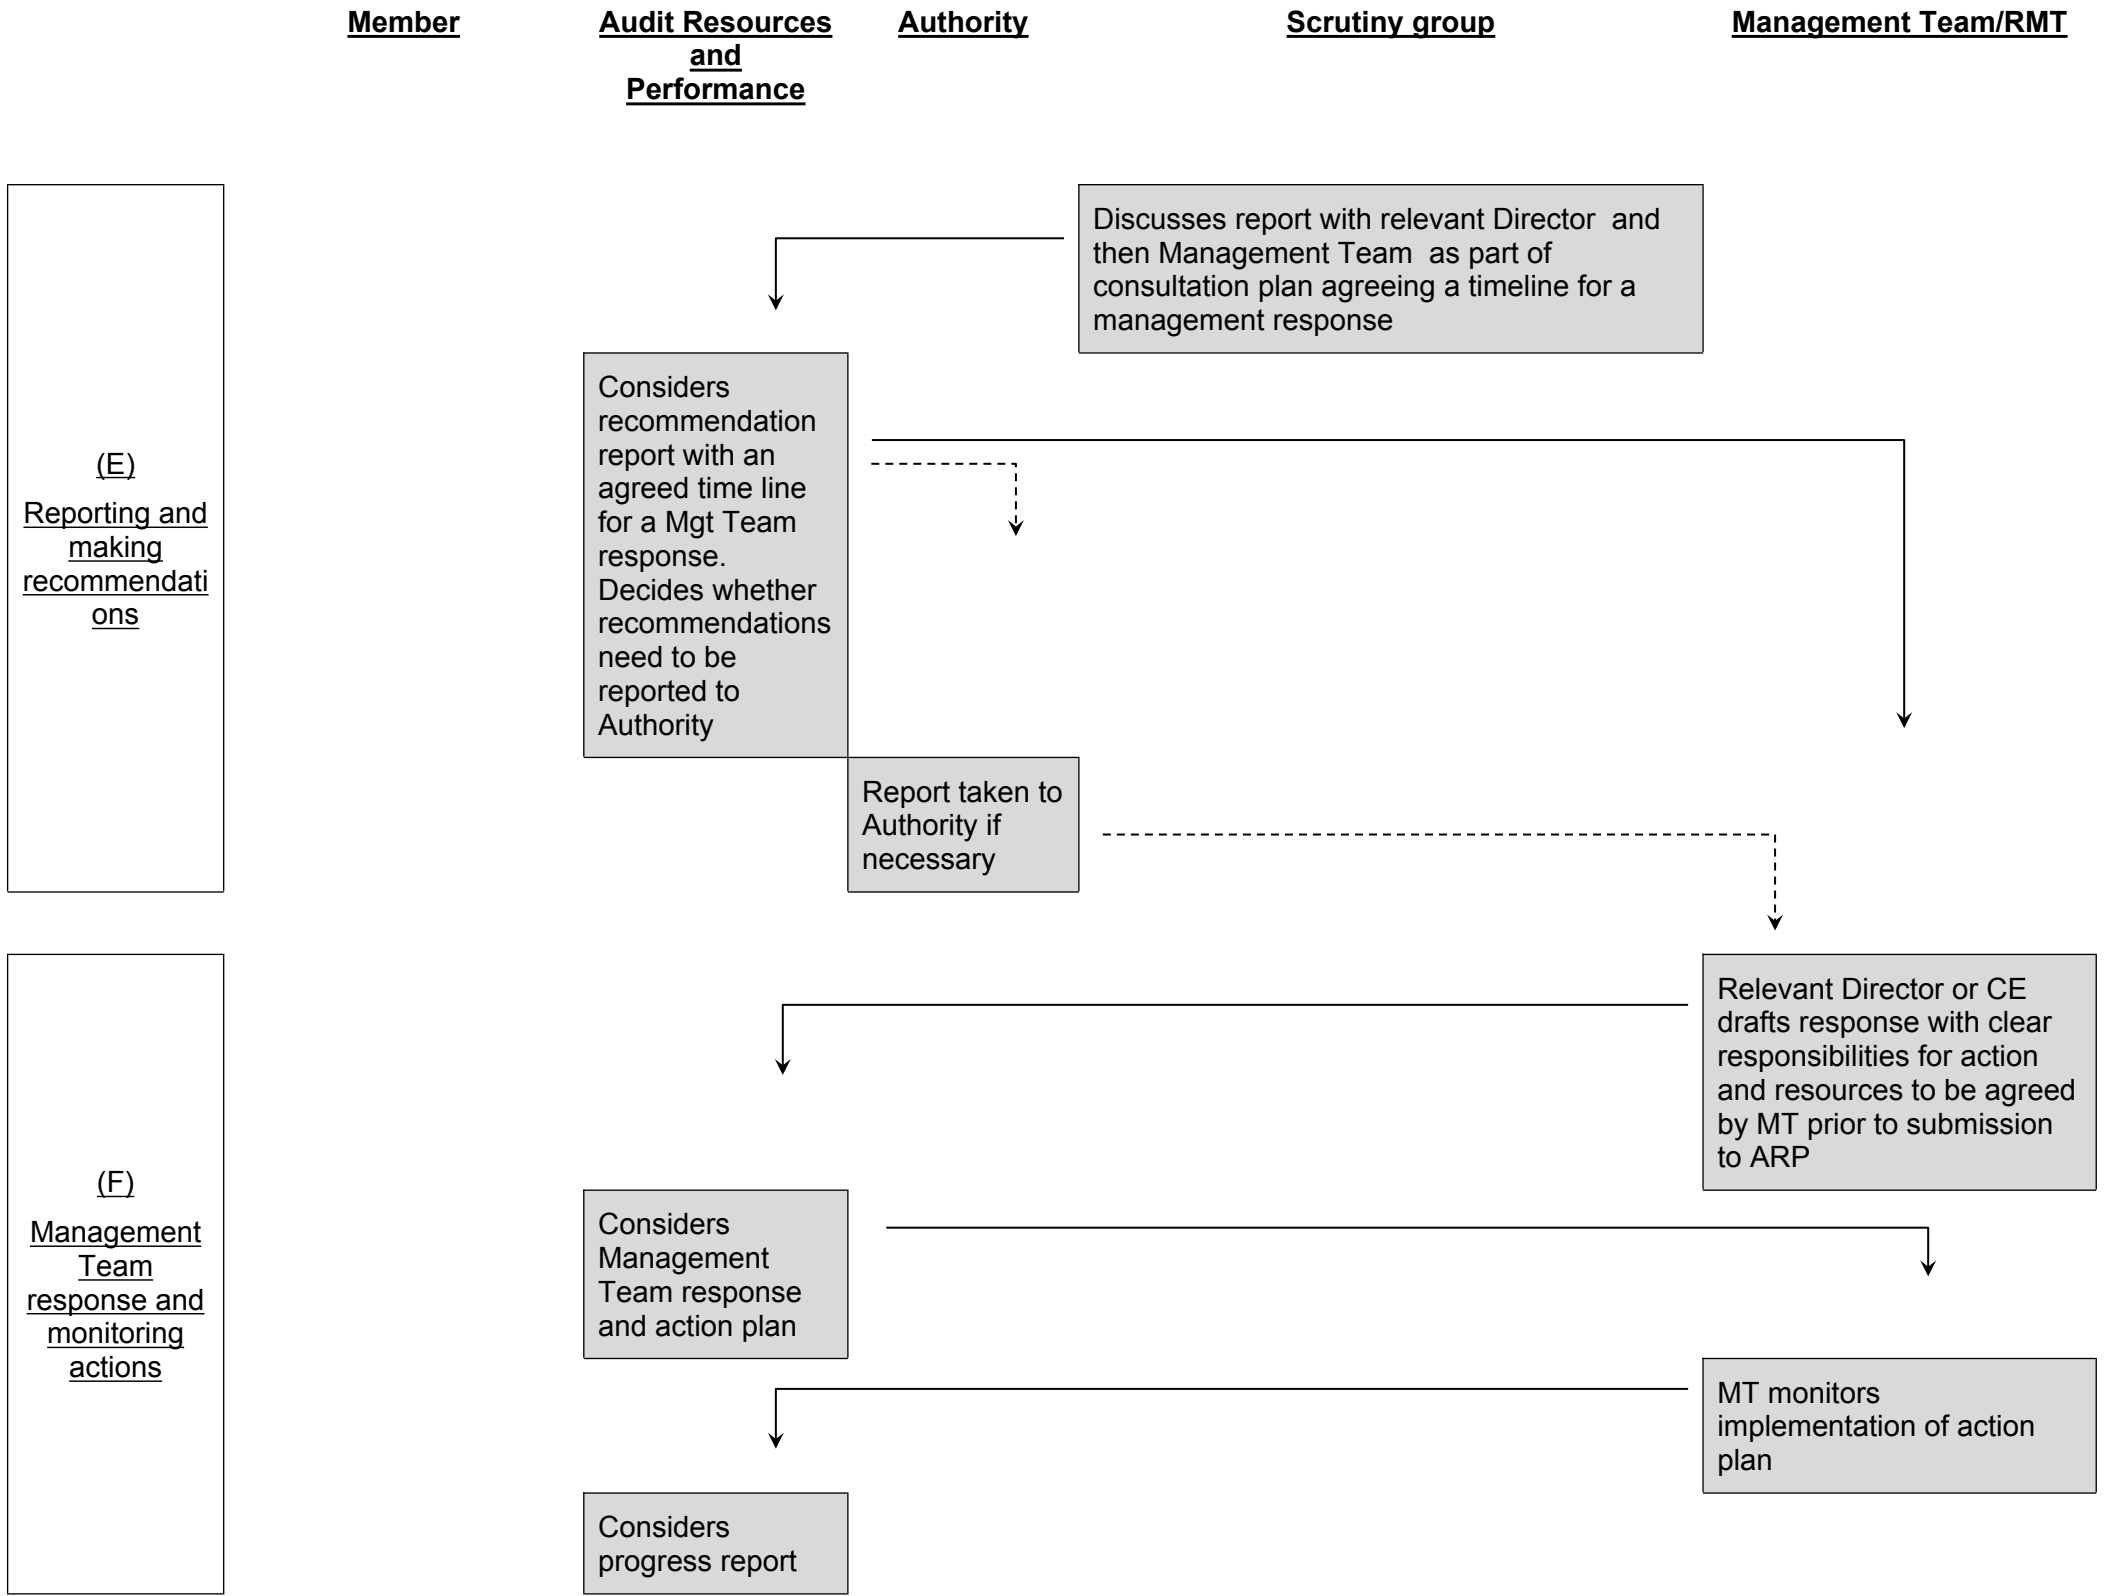 Member
Audit Resources
and
Performance
Authority
Scrutiny group
Management Team/RMT
(E)
Reporting and
making
recommendati
ons
Discusses report with relevant Director  and
then Management Team  as part of
consultation plan agreeing a timeline for a
management response
Considers
recommendation
report with an
agreed time line
for a Mgt Team
response.
Decides whether
recommendations
need to be
reported to
Authority
Report taken to
Authority if
necessary
(F)
Management
Team
response and
monitoring
actions
Relevant Director or CE
drafts response with clear
responsibilities for action
and resources to be agreed
by MT prior to submission
to ARP
Considers
Management
Team response
and action plan
MT monitors
implementation of action
plan
Considers
progress report